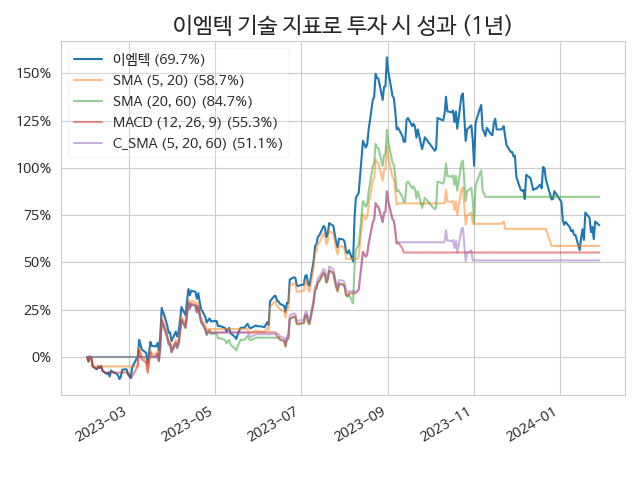 이엠텍 기술 지표로 투자 시 성과 (1년)
이엠텍 (69.7%)
SMA (5, 20) (58.7%)
SMA (20, 60) (84.7%)
MACD (12, 26, 9) (55.3%)
C_SMA (5, 20, 60) (51.1%)
150%
125%
100%
75%
50%
25%
0%
2023-03
2023-05
2023-07
2023-09
2023-11
2024-01